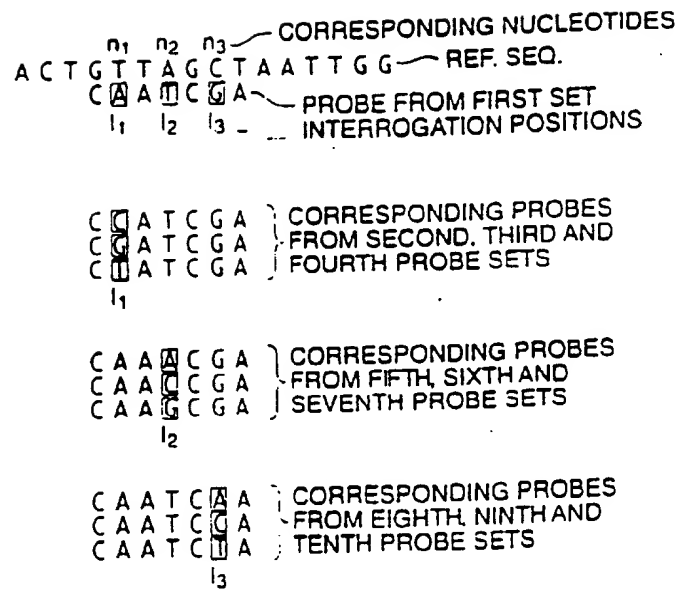 CORRESPONDING NUCLEOTIDES
n₁ n₂ n₃
A C T G T T A G C T A A T T G G REF. SEQ.
C A A T C G A PROBE FROM FIRST SET
I₁ I₂ I₃ INTERROGATION POSITIONS
C C A T C G A CORRESPONDING PROBES
C G A T C G A FROM SECOND, THIRD AND
C T A T C G A FOURTH PROBE SETS
I₁
C A A A C G A CORRESPONDING PROBES
C A A C C G A FROM FIFTH, SIXTH AND
C A A G C G A SEVENTH PROBE SETS
I₂
C A A T C A A CORRESPONDING PROBES
C A A T C C A FROM EIGHTH, NINTH AND
C A A T C T A TENTH PROBE SETS
I₃